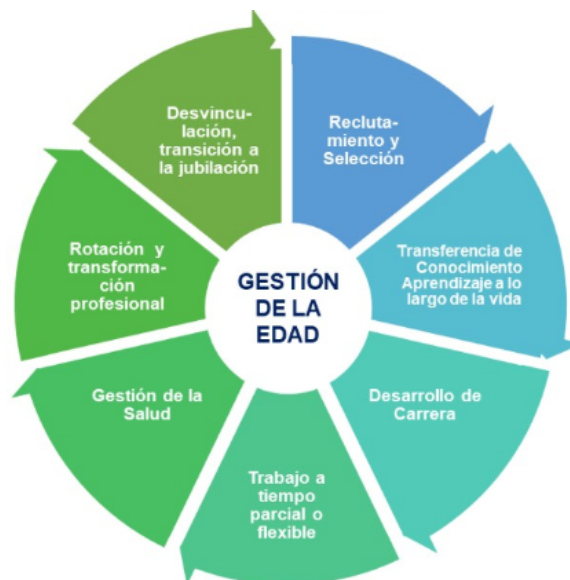 Desvincu-
lación,
transición a
la jubilación
Recluta-
miento y
Selección
Rotación y
transforma-
ción
profesional
GESTIÓN
DE LA
EDAD
Transferencia de
Conocimiento
Aprendizaje a lo
largo de la vida
Gestión de la
Salud
Desarrollo de
Carrera
Trabajo a
tiempo
parcial o
flexible